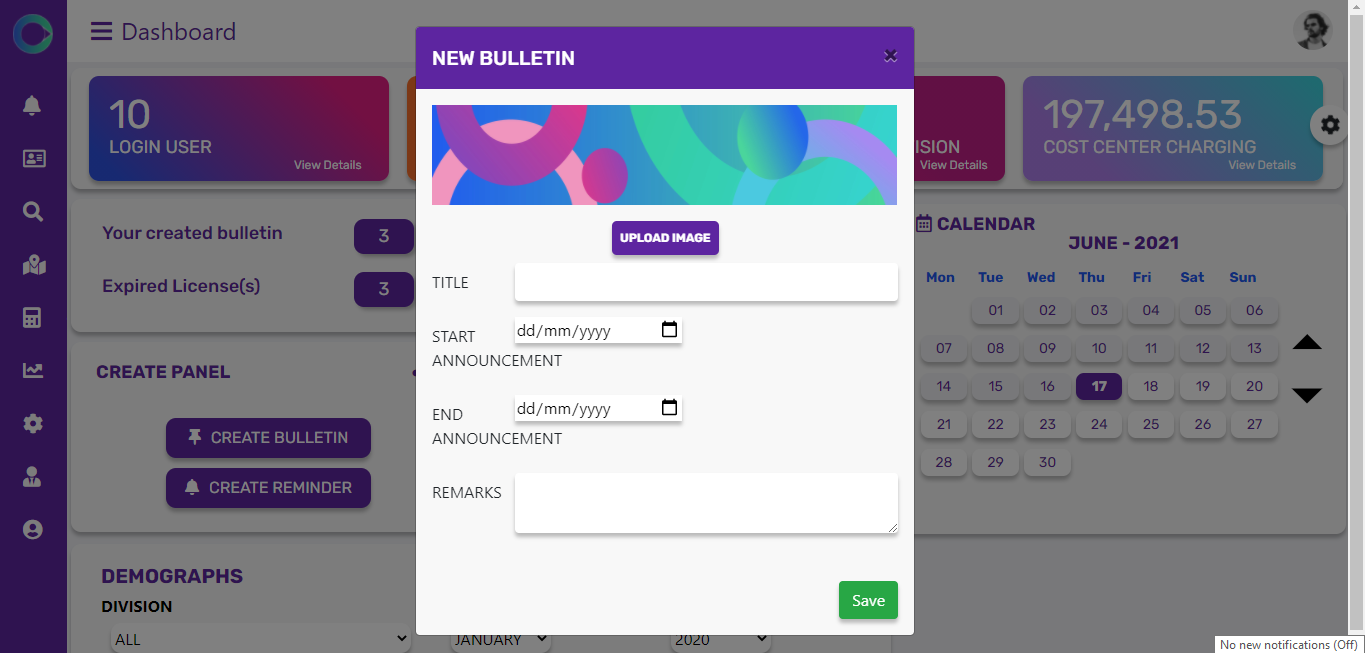 Dashboard
10
LOGIN USER
View Details
ISION
View Details
197,498.53
COST CENTER CHARGING
View Details
Your created bulletin 3
Expired License(s) 3
CREATE PANEL
CREATE BULLETIN
CREATE REMINDER
DEMOGRAPHS
DIVISION
ALL
JANUARY
2020
NEW BULLETIN
×
UPLOAD IMAGE
TITLE
START ANNOUNCEMENT
dd/mm/yyyy
END ANNOUNCEMENT
dd/mm/yyyy
REMARKS
Save
CALENDAR
JUNE - 2021
Mon Tue Wed Thu Fri Sat Sun
01 02 03 04 05 06
07 08 09 10 11 12 13
14 15 16 17 18 19 20
21 22 23 24 25 26 27
28 29 30
No new notifications (Off)